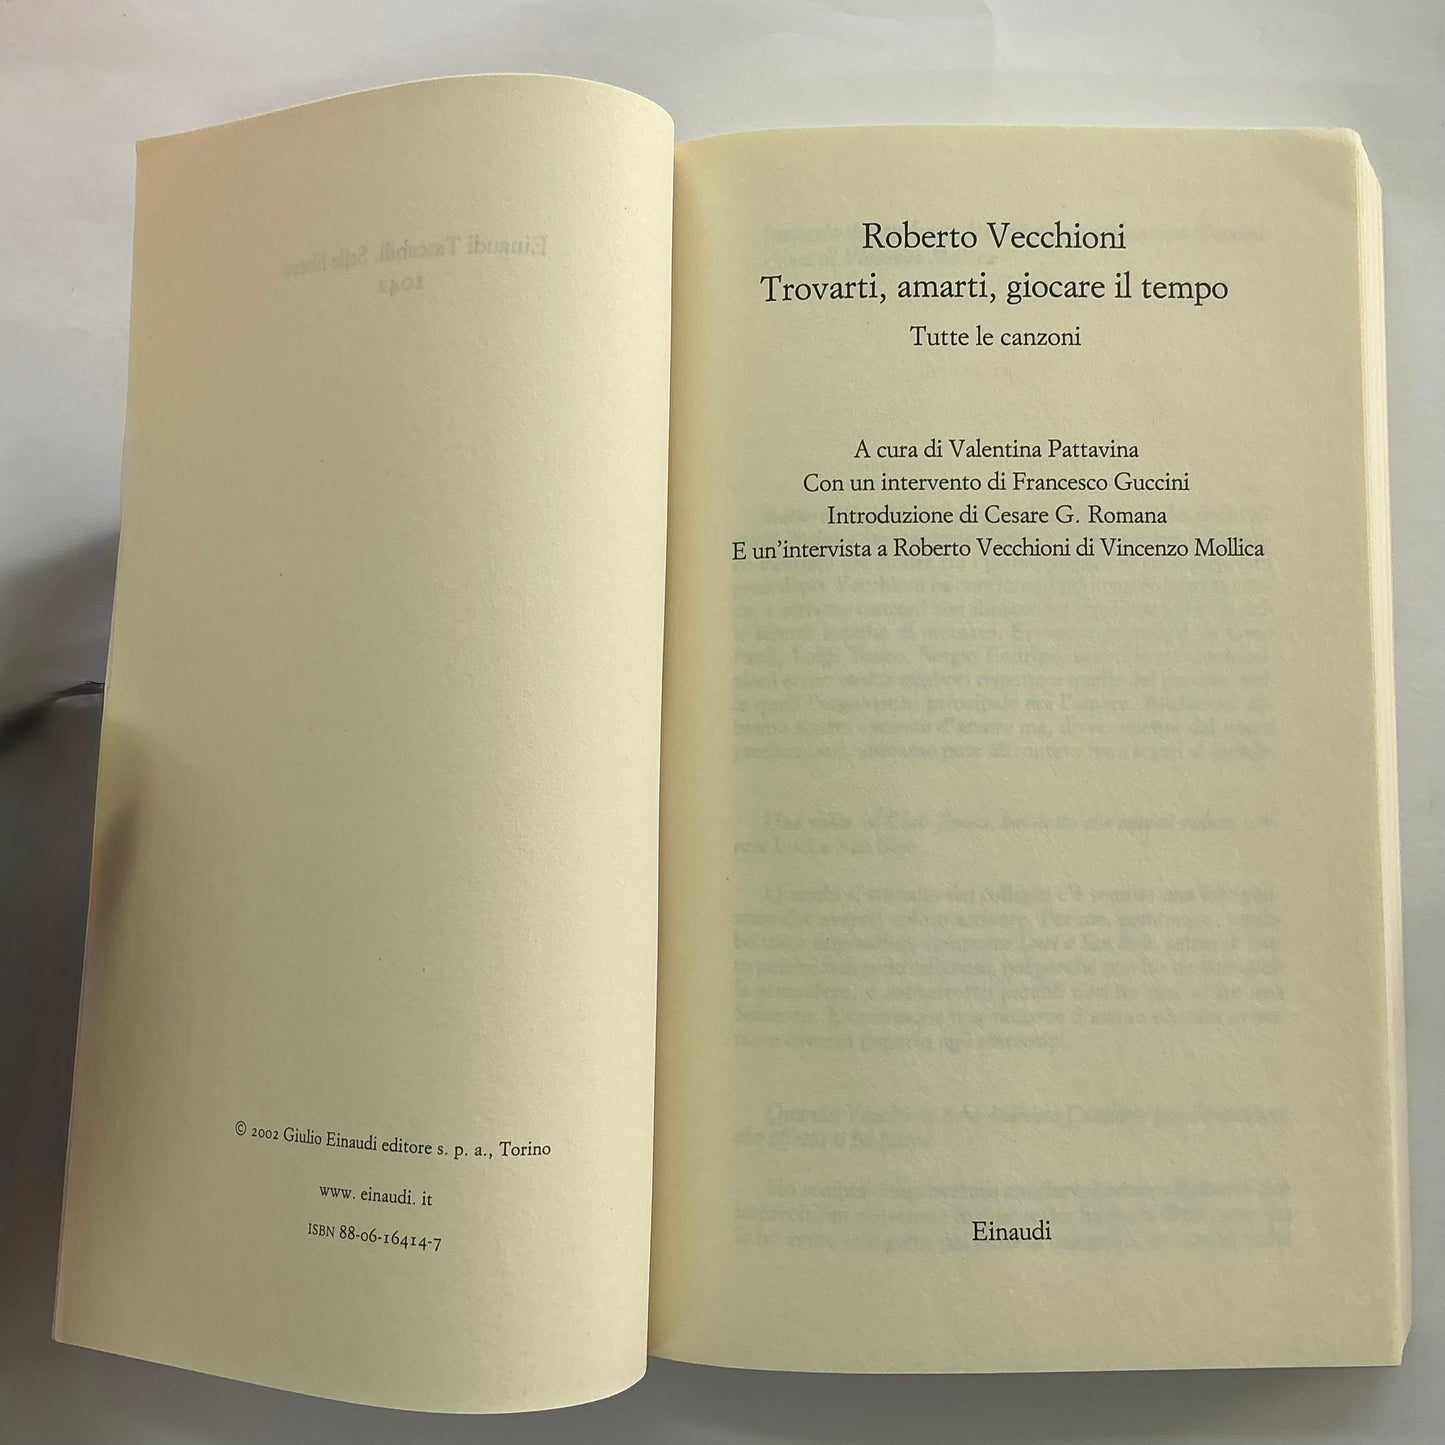 Einaudi Tascabili. Stile libero
1042
© 2002 Giulio Einaudi editore s. p. a., Torino
www. einaudi. it
ISBN 88-06-16414-7
Roberto Vecchioni
Trovarti, amarti, giocare il tempo
Tutte le canzoni
A cura di Valentina Pattavina
Con un intervento di Francesco Guccini
Introduzione di Cesare G. Romana
E un'intervista a Roberto Vecchioni di Vincenzo Mollica
Einaudi